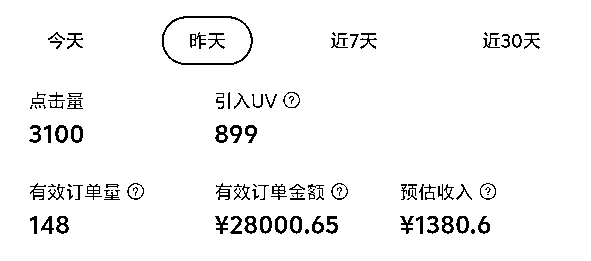 今天 昨天 近7天 近30天
点击量 引入UV ?
3100 899
有效订单量 ? 有效订单金额 ? 预估收入 ?
148 ¥28000.65 ¥1380.6